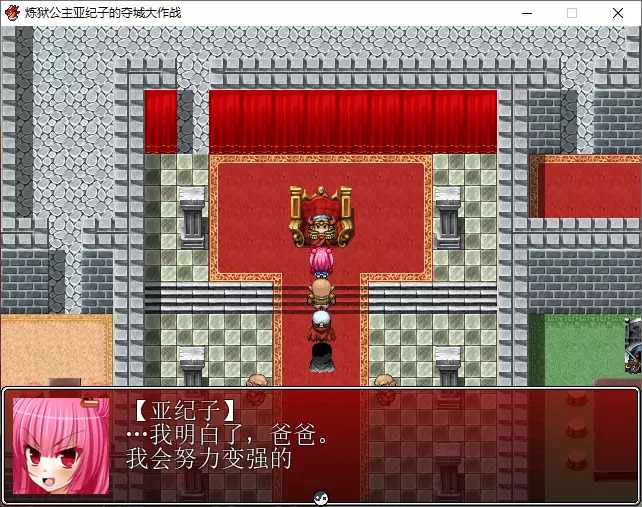 炼狱公主亚纪子的夺城大作战
【亚纪子】
…我明白了，爸爸。
我会努力变强的